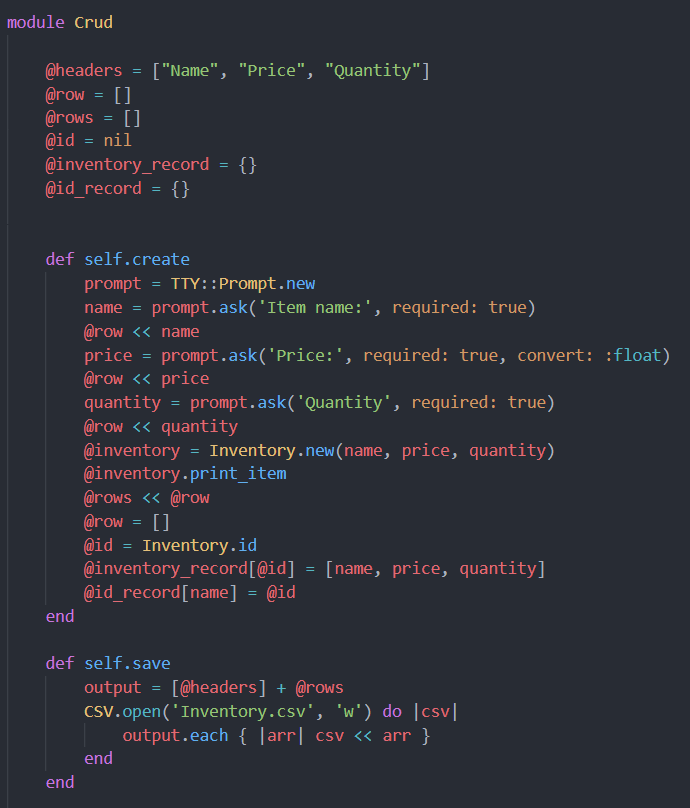 module Crud
    @headers = ["Name", "Price", "Quantity"]
    @row = []
    @rows = []
    @id = nil
    @inventory_record = {}
    @id_record = {}
    def self.create
        prompt = TTY::Prompt.new
        name = prompt.ask('Item name:', required: true)
        @row << name
        price = prompt.ask('Price:', required: true, convert: :float)
        @row << price
        quantity = prompt.ask('Quantity', required: true)
        @row << quantity
        @inventory = Inventory.new(name, price, quantity)
        @inventory.print_item
        @rows << @row
        @row = []
        @id = Inventory.id
        @inventory_record[@id] = [name, price, quantity]
        @id_record[name] = @id
    end
    def self.save
        output = [@headers] + @rows
        CSV.open('Inventory.csv', 'w') do |csv|
            output.each { |arr| csv << arr }
        end
    end